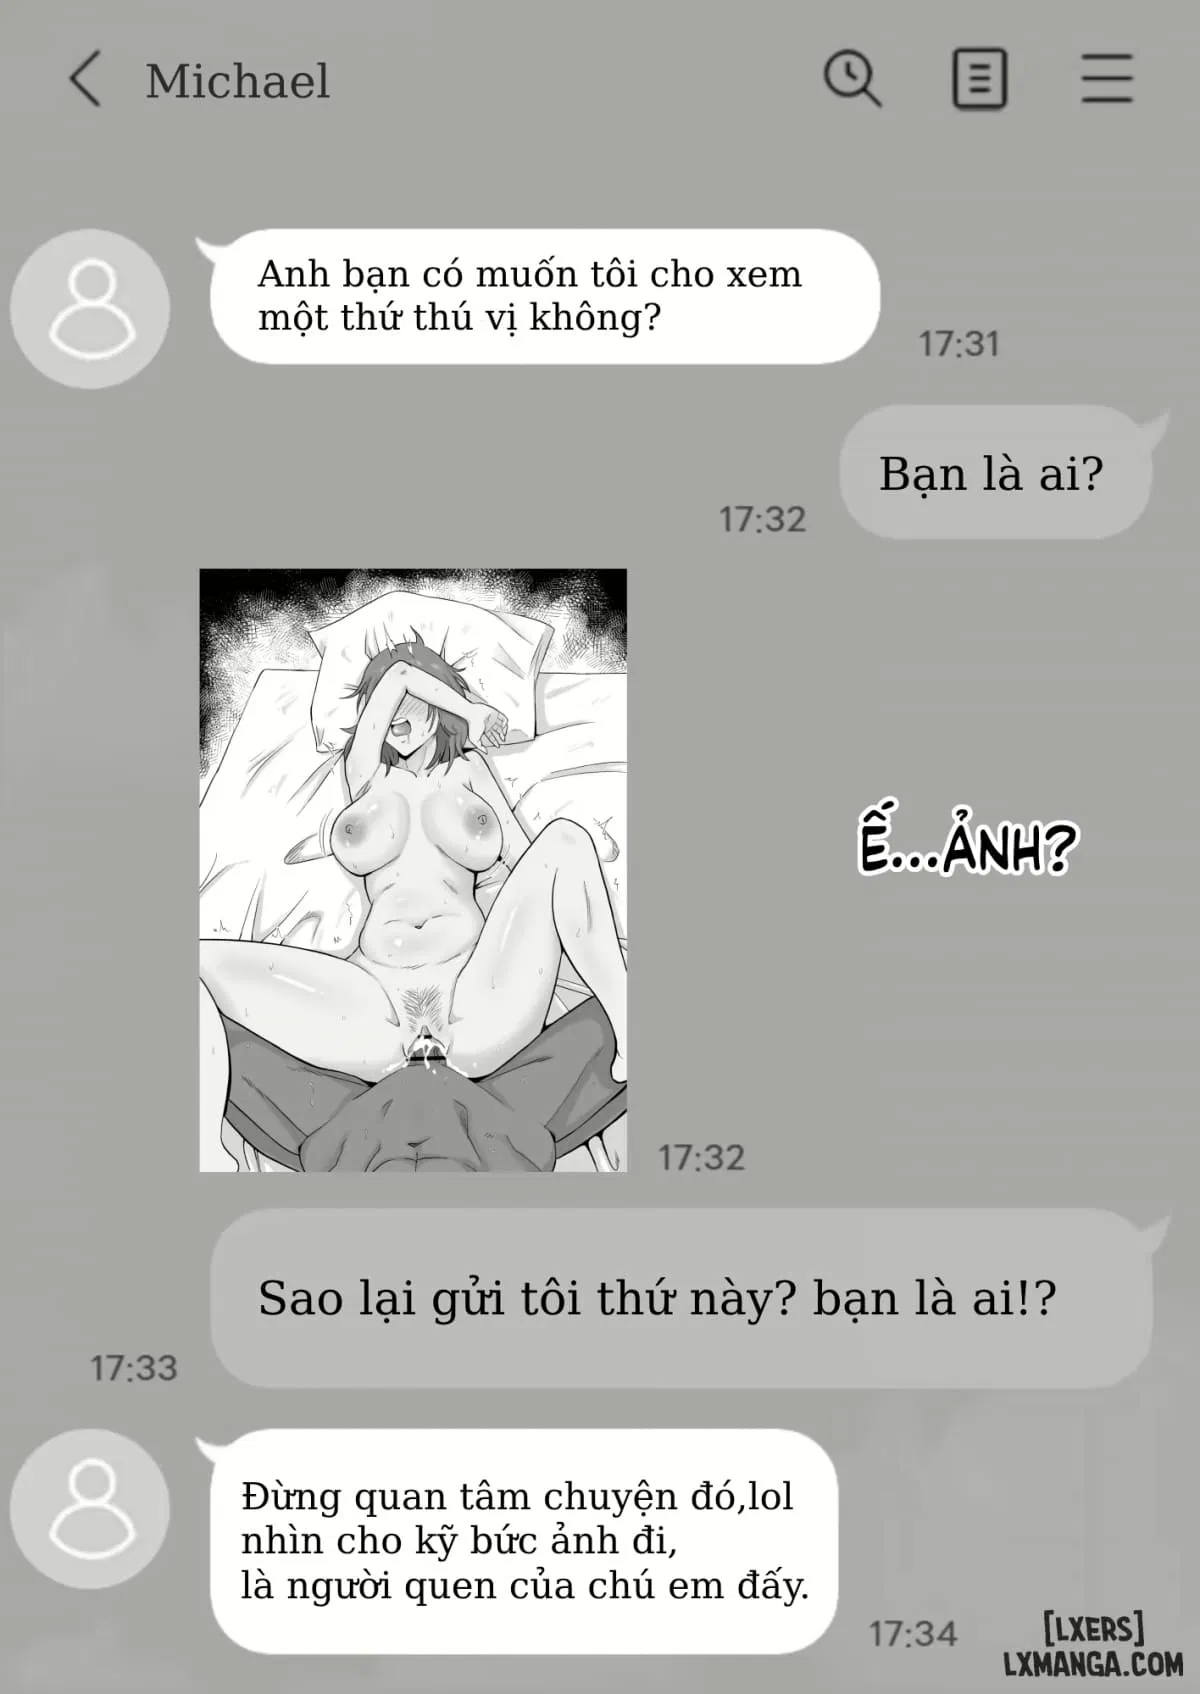 Michael
Anh bạn có muốn tôi cho xem
một thứ thú vị không?
17:31
Bạn là ai?
17:32
Ế...ẢNH?
17:32
Sao lại gửi tôi thứ này? bạn là ai!?
17:33
Đừng quan tâm chuyện đó,lol
nhìn cho kỹ bức ảnh đi,
là người quen của chú em đấy.
17:34
[LXERS]
LXMANGA.COM